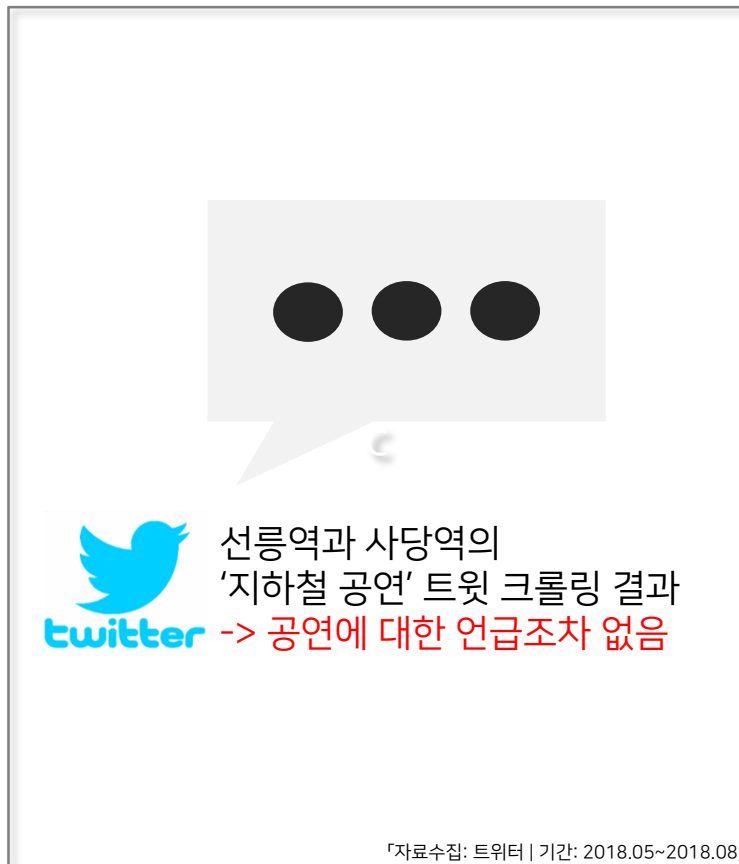 선릉역과 사당역의
‘지하철 공연’ 트윗 크롤링 결과
twitter
-> 공연에 대한 언급조차 없음
「자료수집: 트위터 | 기간: 2018.05~2018.08